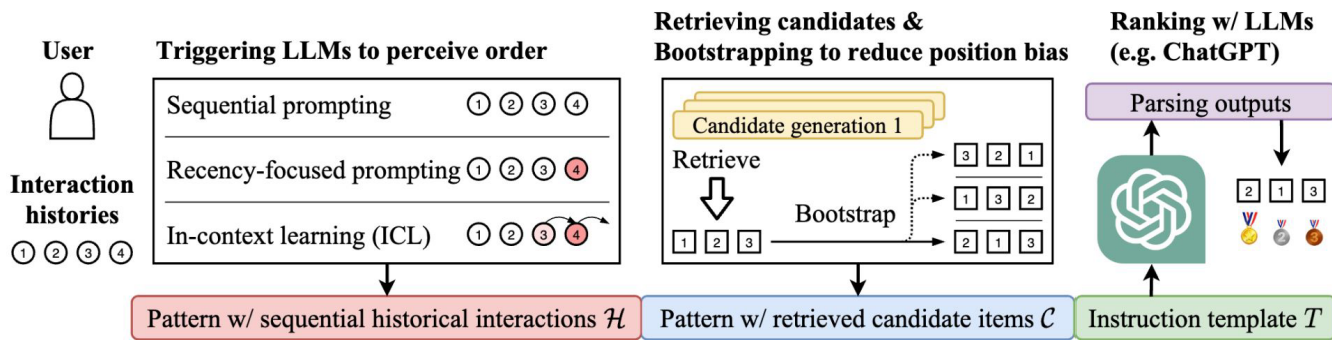 User
Interaction
histories
1 2 3 4
Triggering LLMs to perceive order
Sequential prompting 1 2 3 4
Recency-focused prompting 1 2 3 4
In-context learning (ICL) 1 2 3 4
Pattern w/ sequential historical interactions ℋ
Retrieving candidates &
Bootstrapping to reduce position bias
Candidate generation 1
Retrieve
1 2 3
Bootstrap
3 2 1
1 3 2
2 1 3
Pattern w/ retrieved candidate items 𝒞
Ranking w/ LLMs
(e.g. ChatGPT)
Parsing outputs
2 1 3
1 2 3
Instruction template T